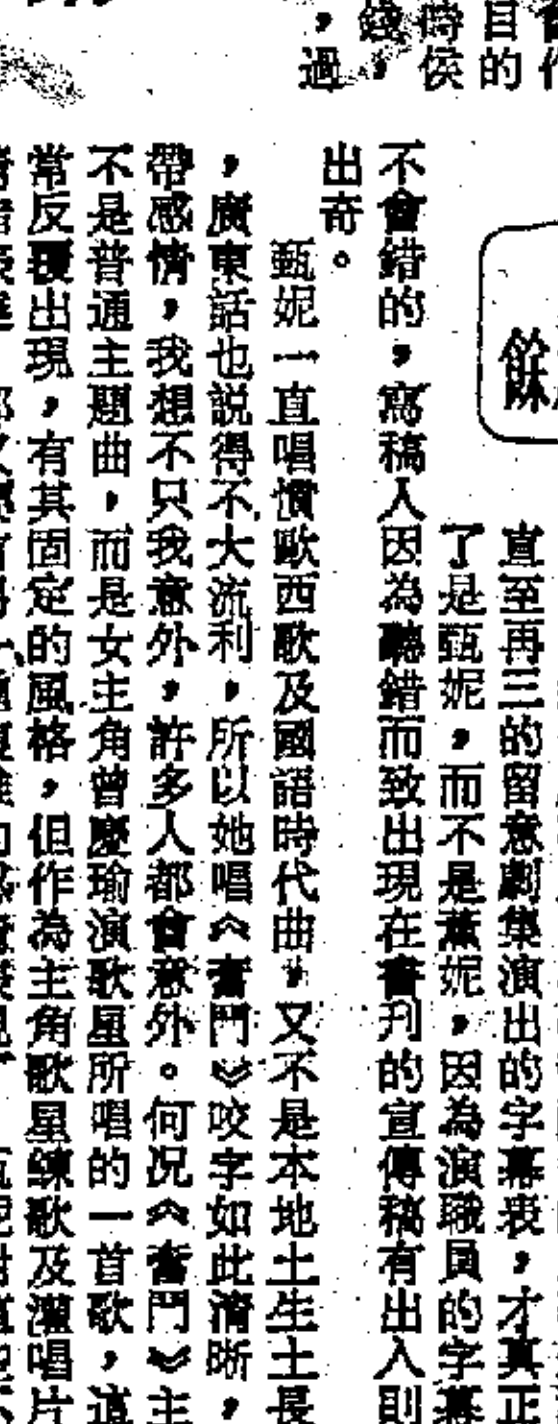 目的
時侯
錢，
，過
餘
直至再三的留意劇集演出的字幕表，才真正
了是甄妮，而不是薰妮，因為演職員的字幕
不會錯的，寫稿人因為聽錯而致出現在書刊的宣傳稿有出入則
出奇。
甄妮一直唱慣歐西歌及國語時代曲，又不是本地土生土長
，廣東話也説得不大流利，所以她唱《奮鬥》咬字如此清晰，
帶感情，我想不只我意外，許多人都會意外。何況《奮鬥》主
不是普通主題曲，而是女主角曾慶瑜演歌星所唱的一首歌，這
常反覆出現，有其固定的風格，但作為主角歌星練歌及灌唱片